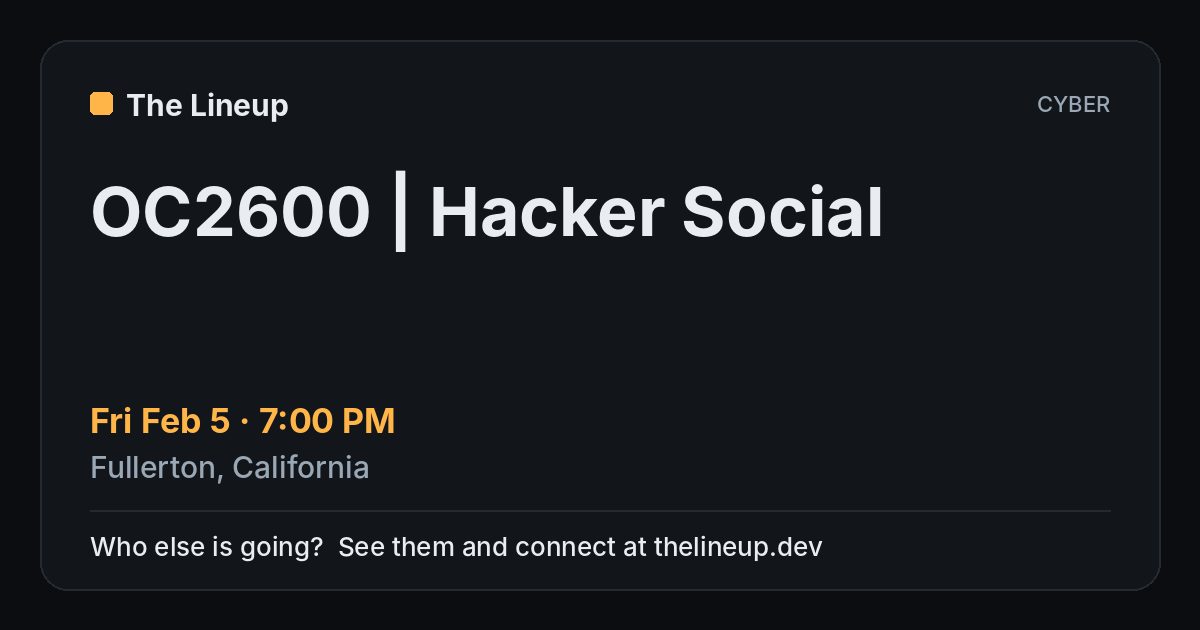 The Lineup
CYBER
OC2600 | Hacker Social
Fri Feb 5 · 7:00 PM
Fullerton, California
Who else is going? See them and connect at thelineup.dev